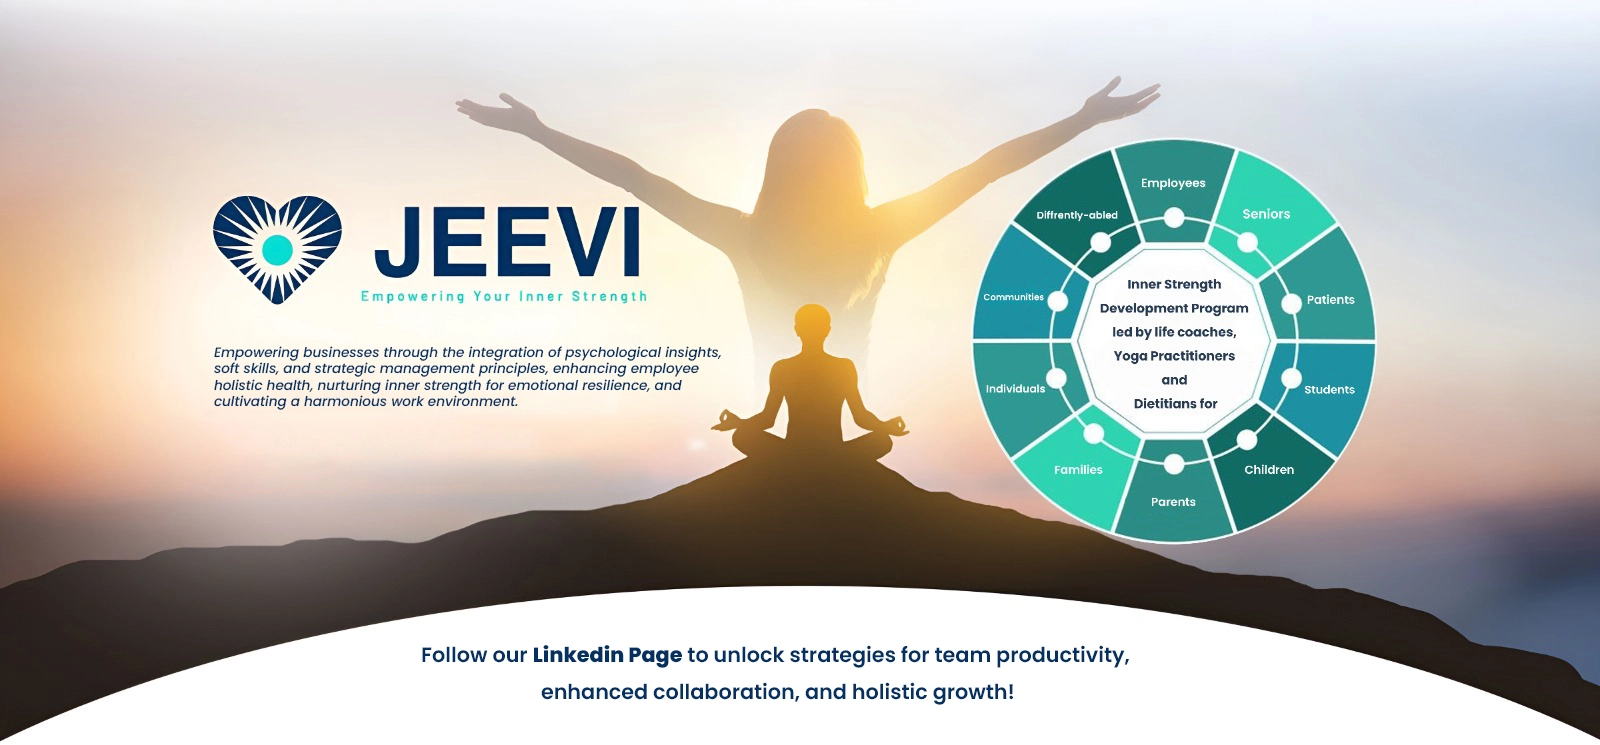 JEEVI
Empowering Your Inner Strength
Empowering businesses through the integration of psychological insights,
soft skills, and strategic management principles, enhancing employee
holistic health, nurturing inner strength for emotional resilience, and
cultivating a harmonious work environment.
Employees
Seniors
Patients
Students
Children
Parents
Families
Individuals
Communities
Diffrently-abled
Inner Strength
Development Program
led by life coaches,
Yoga Practitioners
and
Dietitians for
Follow our Linkedin Page to unlock strategies for team productivity,
enhanced collaboration, and holistic growth!